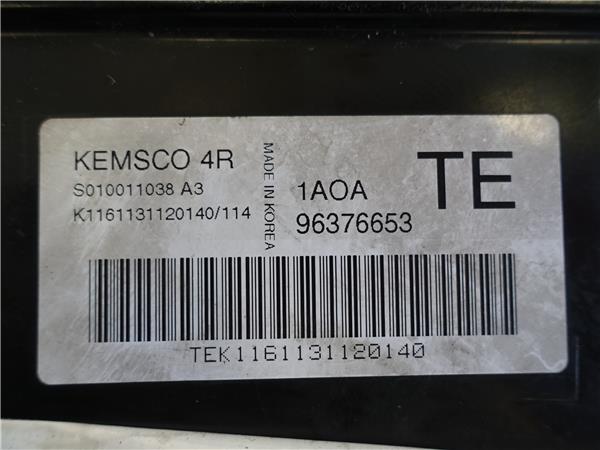 KEMSCO 4R
S010011038 A3
K1161131120140/114
MADE IN KOREA
1AOA
96376653
TE
TEK1161131120140